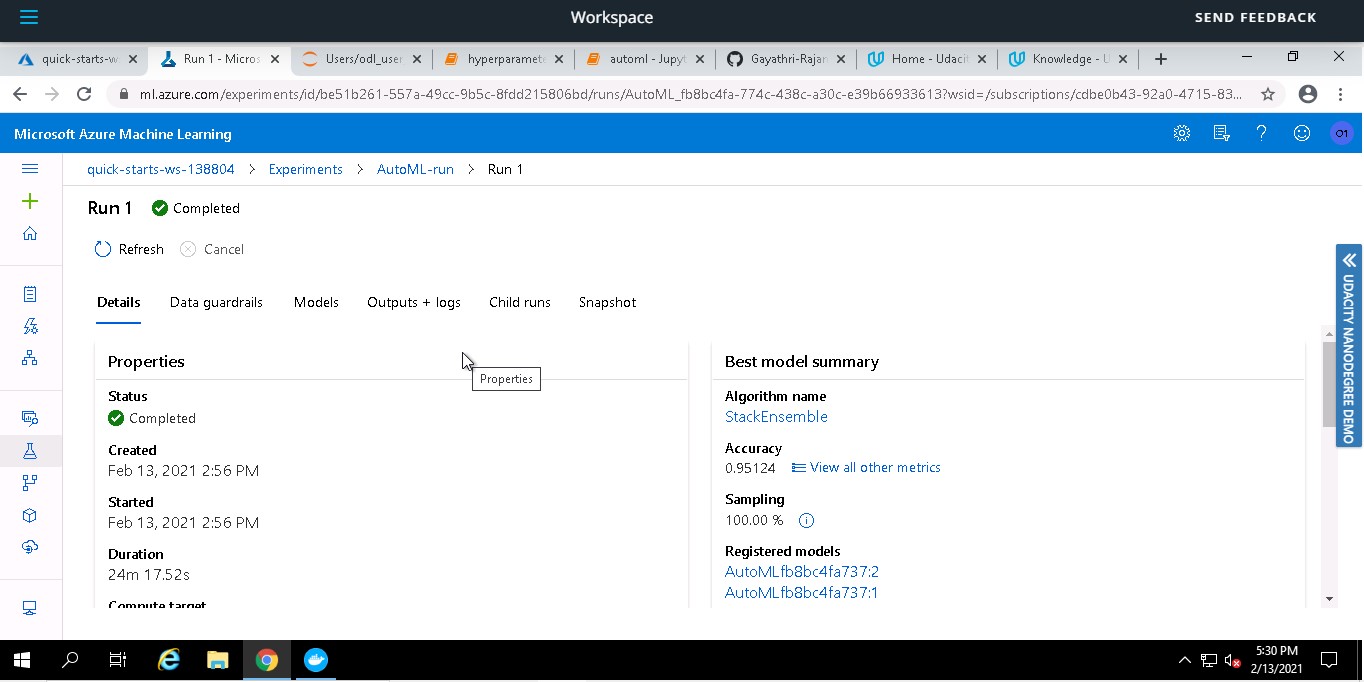 Workspace
SEND FEEDBACK
quick-starts-w
Run 1 - Micros
Users/odl_user
hyperparamete
automl - Jupyt
Gayathri-Rajan
Home - Udacit
Knowledge - U
ml.azure.com/experiments/id/be51b261-557a-49cc-9b5c-8fdd215806bd/runs/AutoML_fb8bc4fa-774c-438c-a30c-e39b66933613?wsid=/subscriptions/cdbe0b43-92a0-4715-83...
Microsoft Azure Machine Learning
O1
quick-starts-ws-138804 > Experiments > AutoML-run > Run 1
Run 1 Completed
Refresh Cancel
Details Data guardrails Models Outputs + logs Child runs Snapshot
Properties
Properties
Status
Completed
Created
Feb 13, 2021 2:56 PM
Started
Feb 13, 2021 2:56 PM
Duration
24m 17.52s
Compute target
Best model summary
Algorithm name
StackEnsemble
Accuracy
0.95124 View all other metrics
Sampling
100.00 %
Registered models
AutoMLfb8bc4fa737:2
AutoMLfb8bc4fa737:1
UDACITY NANODEGREE DEMO
5:30 PM
2/13/2021